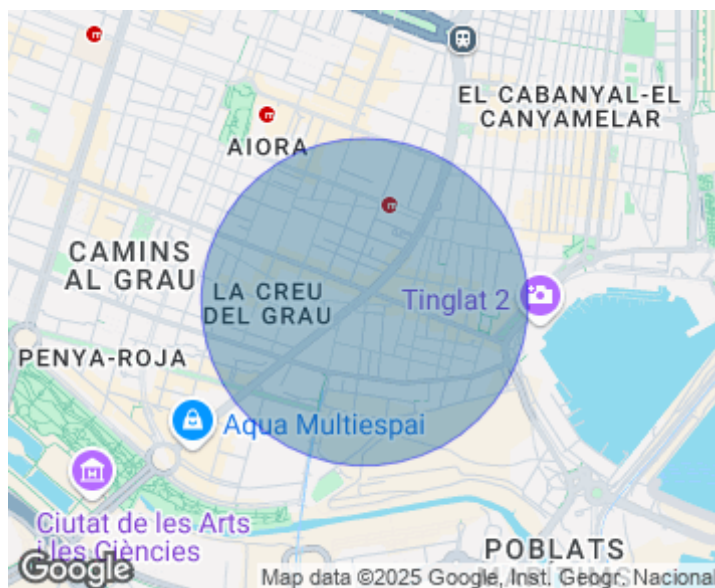 EL CABANYAL-EL
CANYAMELAR
AIORA
CAMINS
AL GRAU
LA CREU
DEL GRAU
Tinglat 2
PENYA-ROJA
Aqua Multiespai
Ciutat de les Arts
i les Ciències
POBLATS
MARÍTIMS
Google
Map data ©2025 Google, Inst. Geogr. Nacional